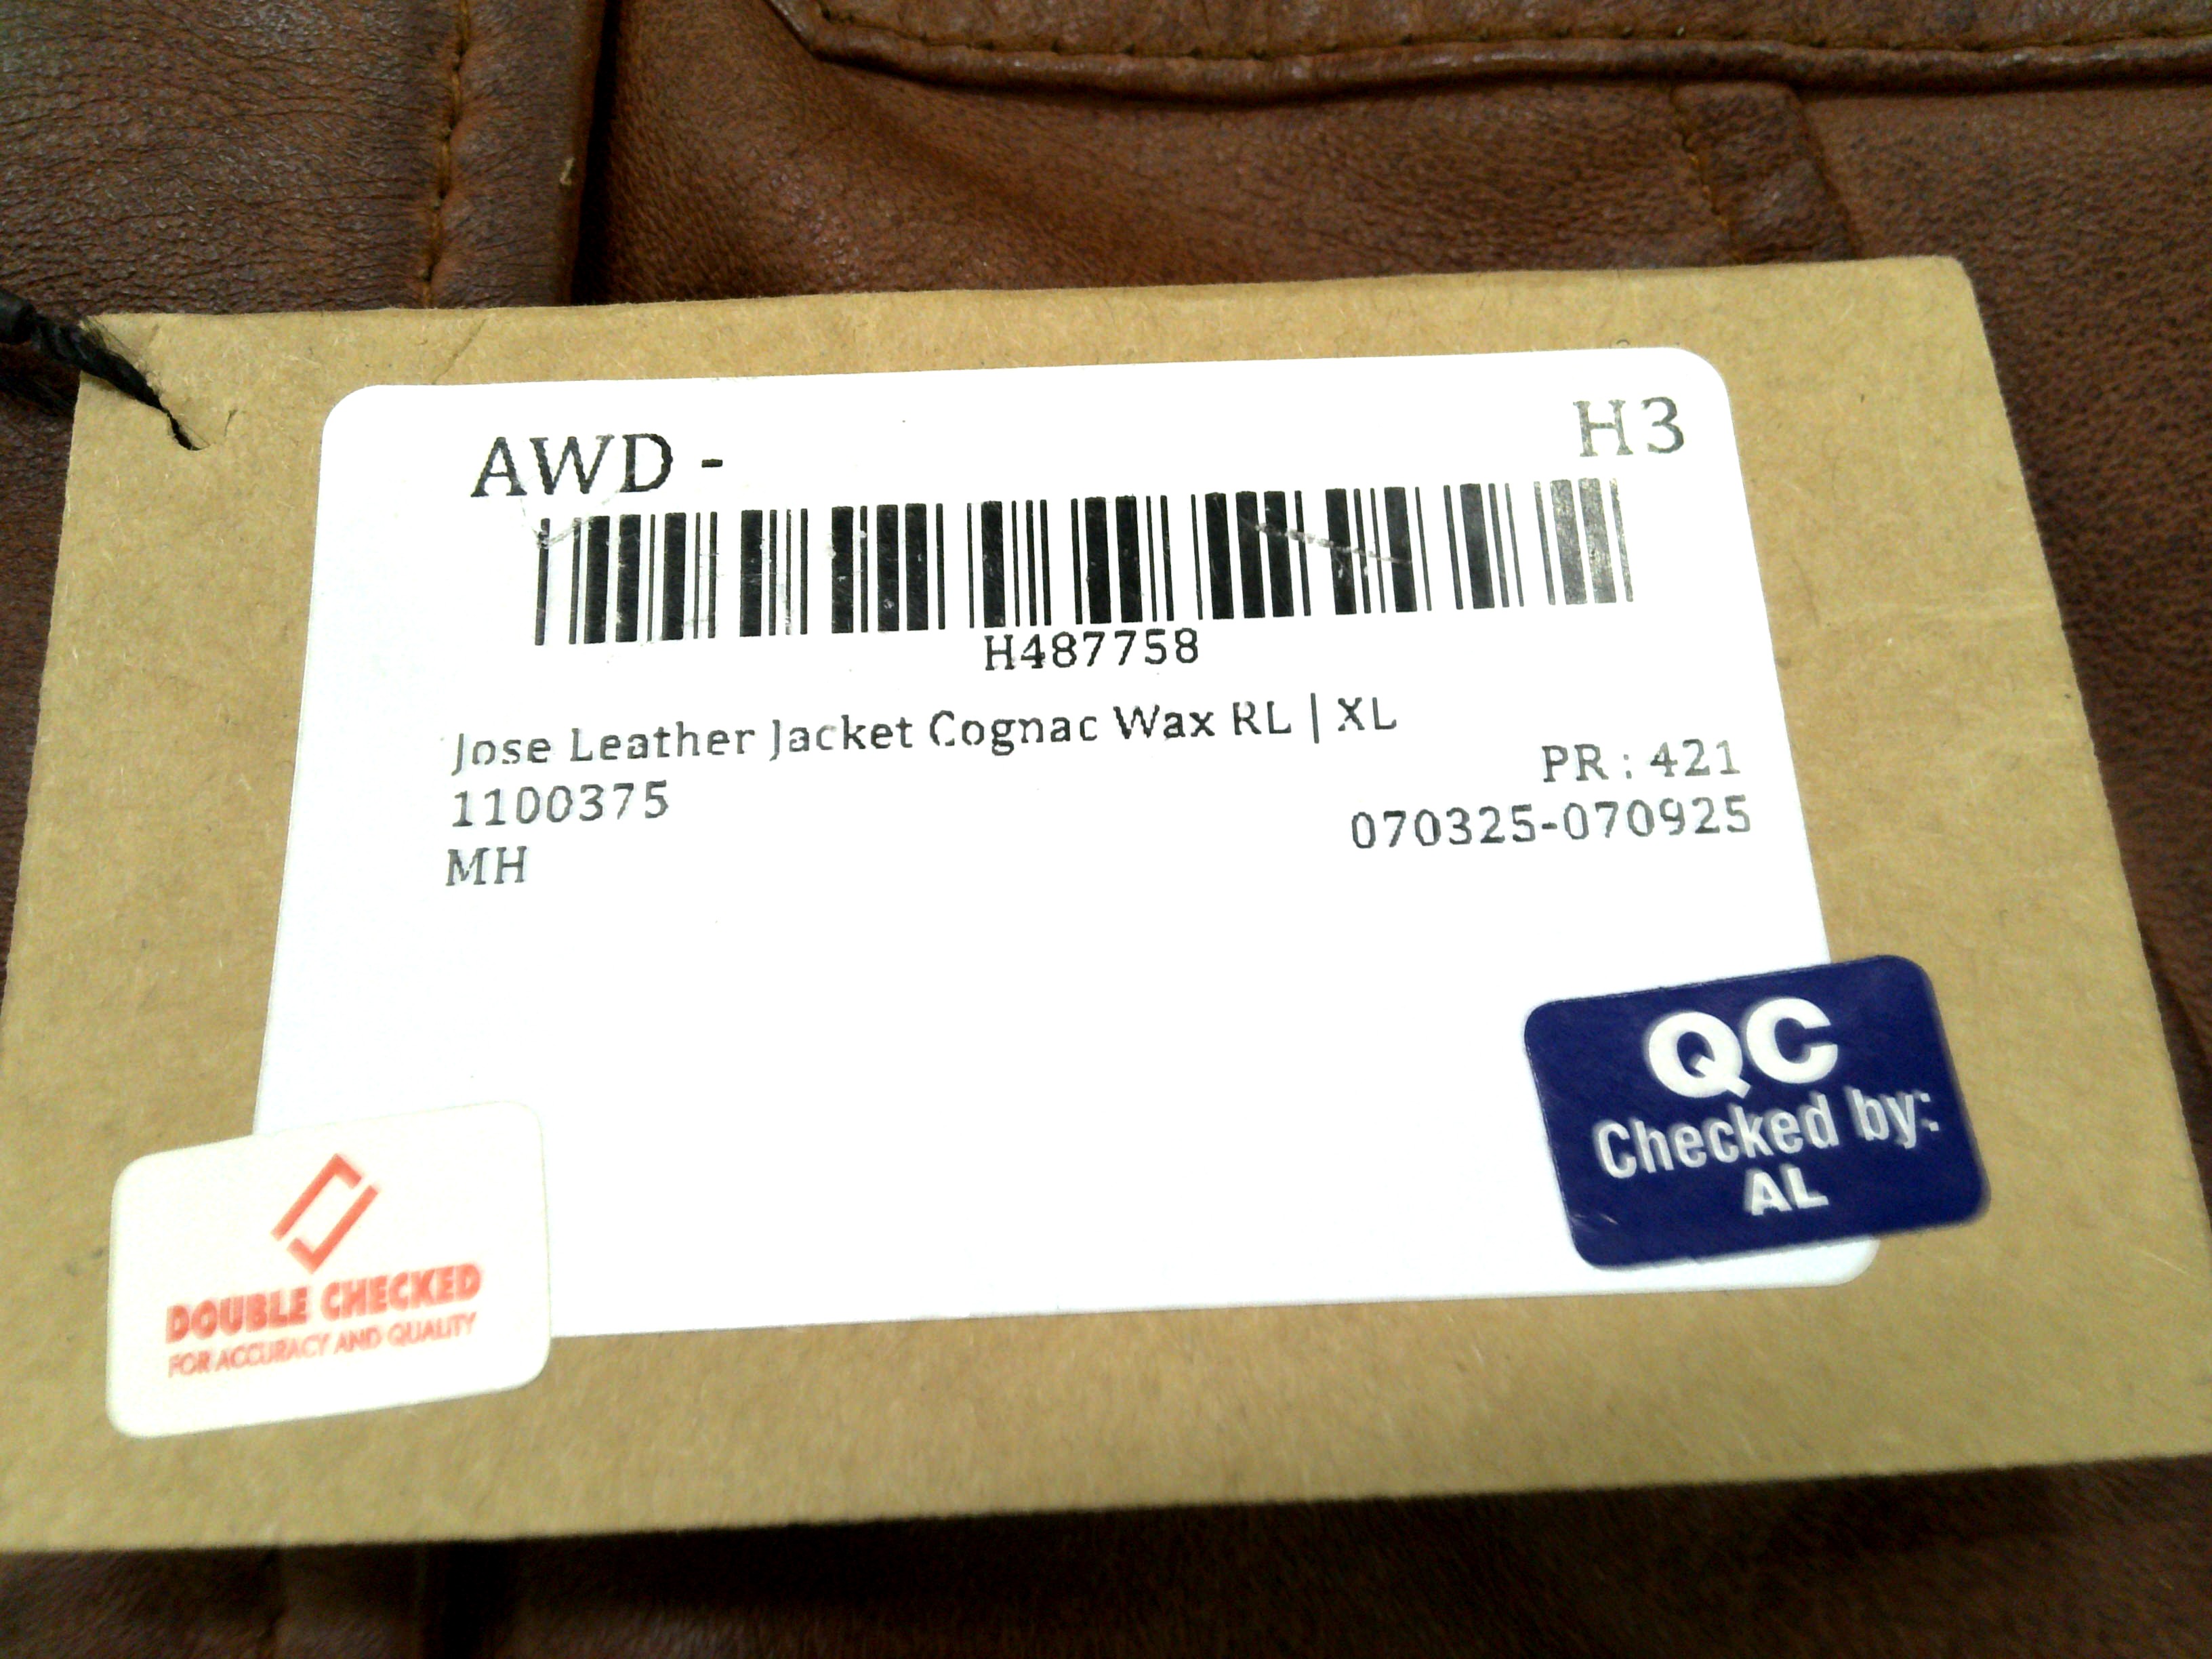 AWD - H3
H487758
Jose Leather Jacket Cognac Wax RL | XL
PR : 421
1100375
070325-070925
MH
QC
Checked by:
AL
DOUBLE CHECKED
FOR ACCURACY AND QUALITY